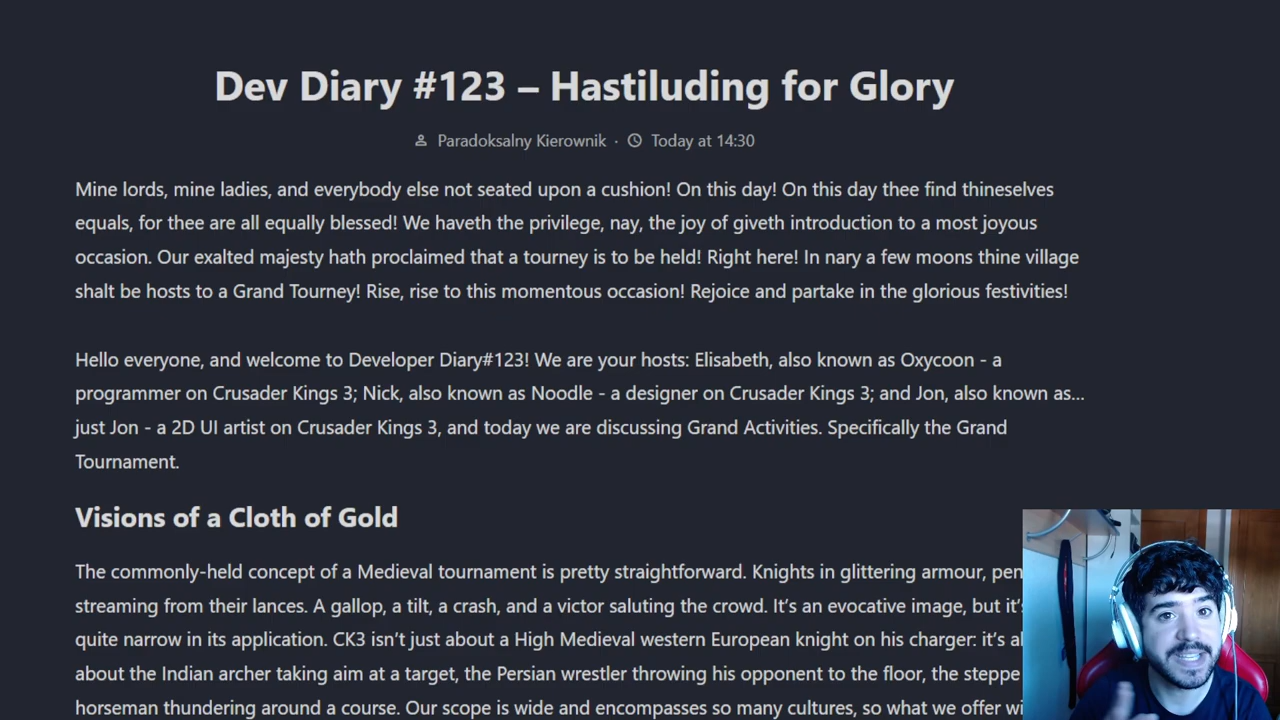 Dev Diary #123 – Hastiluding for Glory
Paradoksalny Kierownik · Today at 14:30
Mine lords, mine ladies, and everybody else not seated upon a cushion! On this day! On this day thee find thineselves
equals, for thee are all equally blessed! We haveth the privilege, nay, the joy of giveth introduction to a most joyous
occasion. Our exalted majesty hath proclaimed that a tourney is to be held! Right here! In nary a few moons thine village
shalt be hosts to a Grand Tourney! Rise, rise to this momentous occasion! Rejoice and partake in the glorious festivities!
Hello everyone, and welcome to Developer Diary#123! We are your hosts: Elisabeth, also known as Oxycoon - a
programmer on Crusader Kings 3; Nick, also known as Noodle - a designer on Crusader Kings 3; and Jon, also known as...
just Jon - a 2D UI artist on Crusader Kings 3, and today we are discussing Grand Activities. Specifically the Grand
Tournament.
Visions of a Cloth of Gold
The commonly-held concept of a Medieval tournament is pretty straightforward. Knights in glittering armour, pen
streaming from their lances. A gallop, a tilt, a crash, and a victor saluting the crowd. It's an evocative image, but it's
quite narrow in its application. CK3 isn't just about a High Medieval western European knight on his charger: it's al
about the Indian archer taking aim at a target, the Persian wrestler throwing his opponent to the floor, the steppe
horseman thundering around a course. Our scope is wide and encompasses so many cultures, so what we offer wi